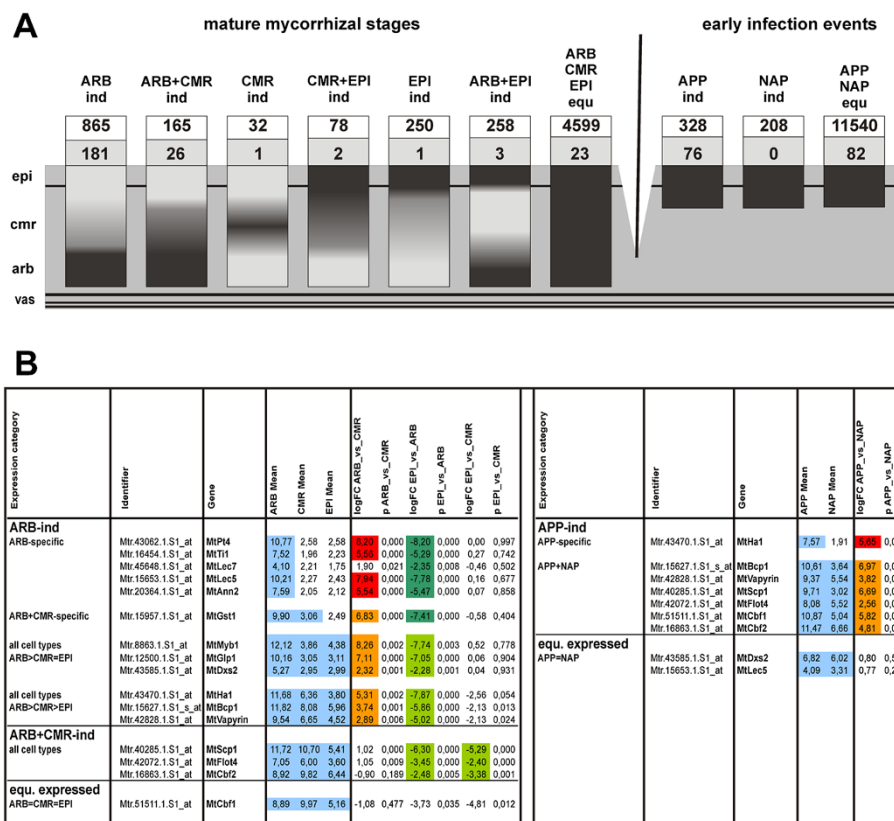 A
mature mycorrhizal stages
early infection events
ARB ind
ARB+CMR ind
CMR ind
CMR+EPI ind
EPI ind
ARB+EPI ind
ARB CMR EPI equ
APP ind
NAP ind
APP NAP equ
865 165 32 78 250 258 4599 328 208 11540
181 26 1 2 1 3 23 76 0 82
epi
cmr
arb
vas
B
Expression category Identifier Gene ARB Mean CMR Mean EPI Mean logFC ARB_vs_CMR p ARB_vs_CMR logFC EPI_vs_ARB p EPI_vs_ARB logFC EPI_vs_CMR p EPI_vs_CMR
ARB-ind
ARB-specific Mtr.43062.1.S1_at MtPt4 10,77 2,58 2,58 6,20 0,000 -8,20 0,000 0,00 0,997
Mtr.16454.1.S1_at MtTi1 7,52 1,96 2,23 5,56 0,000 -5,29 0,000 0,27 0,742
Mtr.45648.1.S1_at MtLec7 4,10 2,21 1,75 1,90 0,021 -2,35 0,008 -0,46 0,502
Mtr.15653.1.S1_at MtLec5 10,21 2,27 2,43 7,94 0,000 -7,78 0,000 0,16 0,677
Mtr.20364.1.S1_at MtAnn2 7,59 2,05 2,12 5,54 0,000 -5,47 0,000 0,07 0,858
ARB+CMR-specific Mtr.15957.1.S1_at MtGst1 9,90 3,06 2,49 6,83 0,000 -7,41 0,000 -0,58 0,404
all cell types Mtr.8863.1.S1_at MtMyb1 12,12 3,86 4,38 8,26 0,002 -7,74 0,002 0,52 0,778
ARB>CMR=EPI Mtr.12500.1.S1_at MtGlp1 10,16 3,05 3,11 7,11 0,000 -7,05 0,000 0,06 0,904
Mtr.43585.1.S1_at MtDxs2 5,27 2,95 2,99 2,32 0,001 -2,28 0,001 0,04 0,931
all cell types Mtr.43470.1.S1_at MtHa1 11,68 6,36 3,80 5,31 0,002 -7,87 0,000 -2,56 0,054
ARB>CMR>EPI Mtr.15627.1.S1_s_at MtBcp1 11,82 8,08 5,96 3,74 0,001 -5,86 0,000 -2,13 0,013
Mtr.42828.1.S1_at MtVapyrin 9,54 6,65 4,52 2,89 0,006 -5,02 0,000 -2,13 0,024
ARB+CMR-ind
all cell types Mtr.40285.1.S1_at MtScp1 11,72 10,70 5,41 1,02 0,000 -6,30 0,000 -5,29 0,000
Mtr.42072.1.S1_at MtFlot4 7,05 6,00 3,60 1,05 0,009 -3,45 0,000 -2,40 0,000
Mtr.16863.1.S1_at MtCbf2 8,92 9,82 6,44 -0,90 0,189 -2,48 0,005 -3,38 0,001
equ. expressed
ARB=CMR=EPI Mtr.51511.1.S1_at MtCbf1 8,89 9,97 5,16 -1,08 0,477 -3,73 0,035 -4,81 0,012
Expression category Identifier Gene APP Mean NAP Mean logFC APP_vs_NAP p APP_vs_NAP
APP-ind
APP-specific Mtr.43470.1.S1_at MtHa1 7,57 1,91 5,65 0,0
APP+NAP Mtr.15627.1.S1_s_at MtBcp1 10,61 3,64 6,97 0,0
Mtr.42828.1.S1_at MtVapyrin 9,37 5,54 3,82 0,0
Mtr.40285.1.S1_at MtScp1 9,71 3,02 6,69 0,0
Mtr.42072.1.S1_at MtFlot4 8,08 5,52 2,56 0,0
Mtr.51511.1.S1_at MtCbf1 10,87 5,04 5,82 0,0
Mtr.16863.1.S1_at MtCbf2 11,47 6,66 4,81 0,0
equ. expressed
APP=NAP Mtr.43585.1.S1_at MtDxs2 6,82 6,02 0,80 0,5
Mtr.15653.1.S1_at MtLec5 4,09 3,31 0,77 0,2